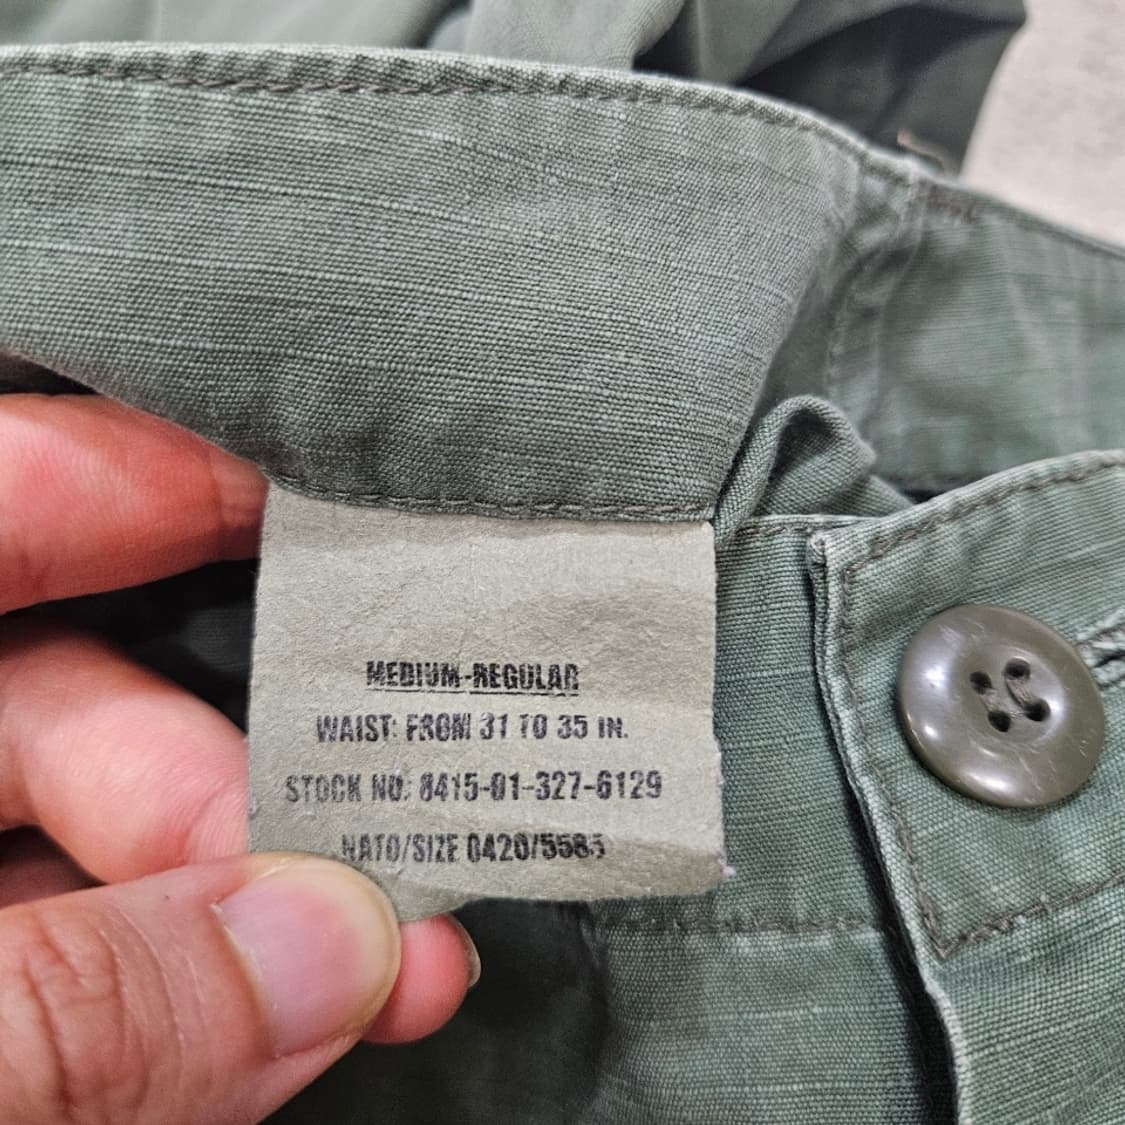 MEDIUM-REGULAR
WAIST: FROM 31 TO 35 IN.
STOCK NO: 8415-01-327-6129
NATO/SIZE 0420/5585